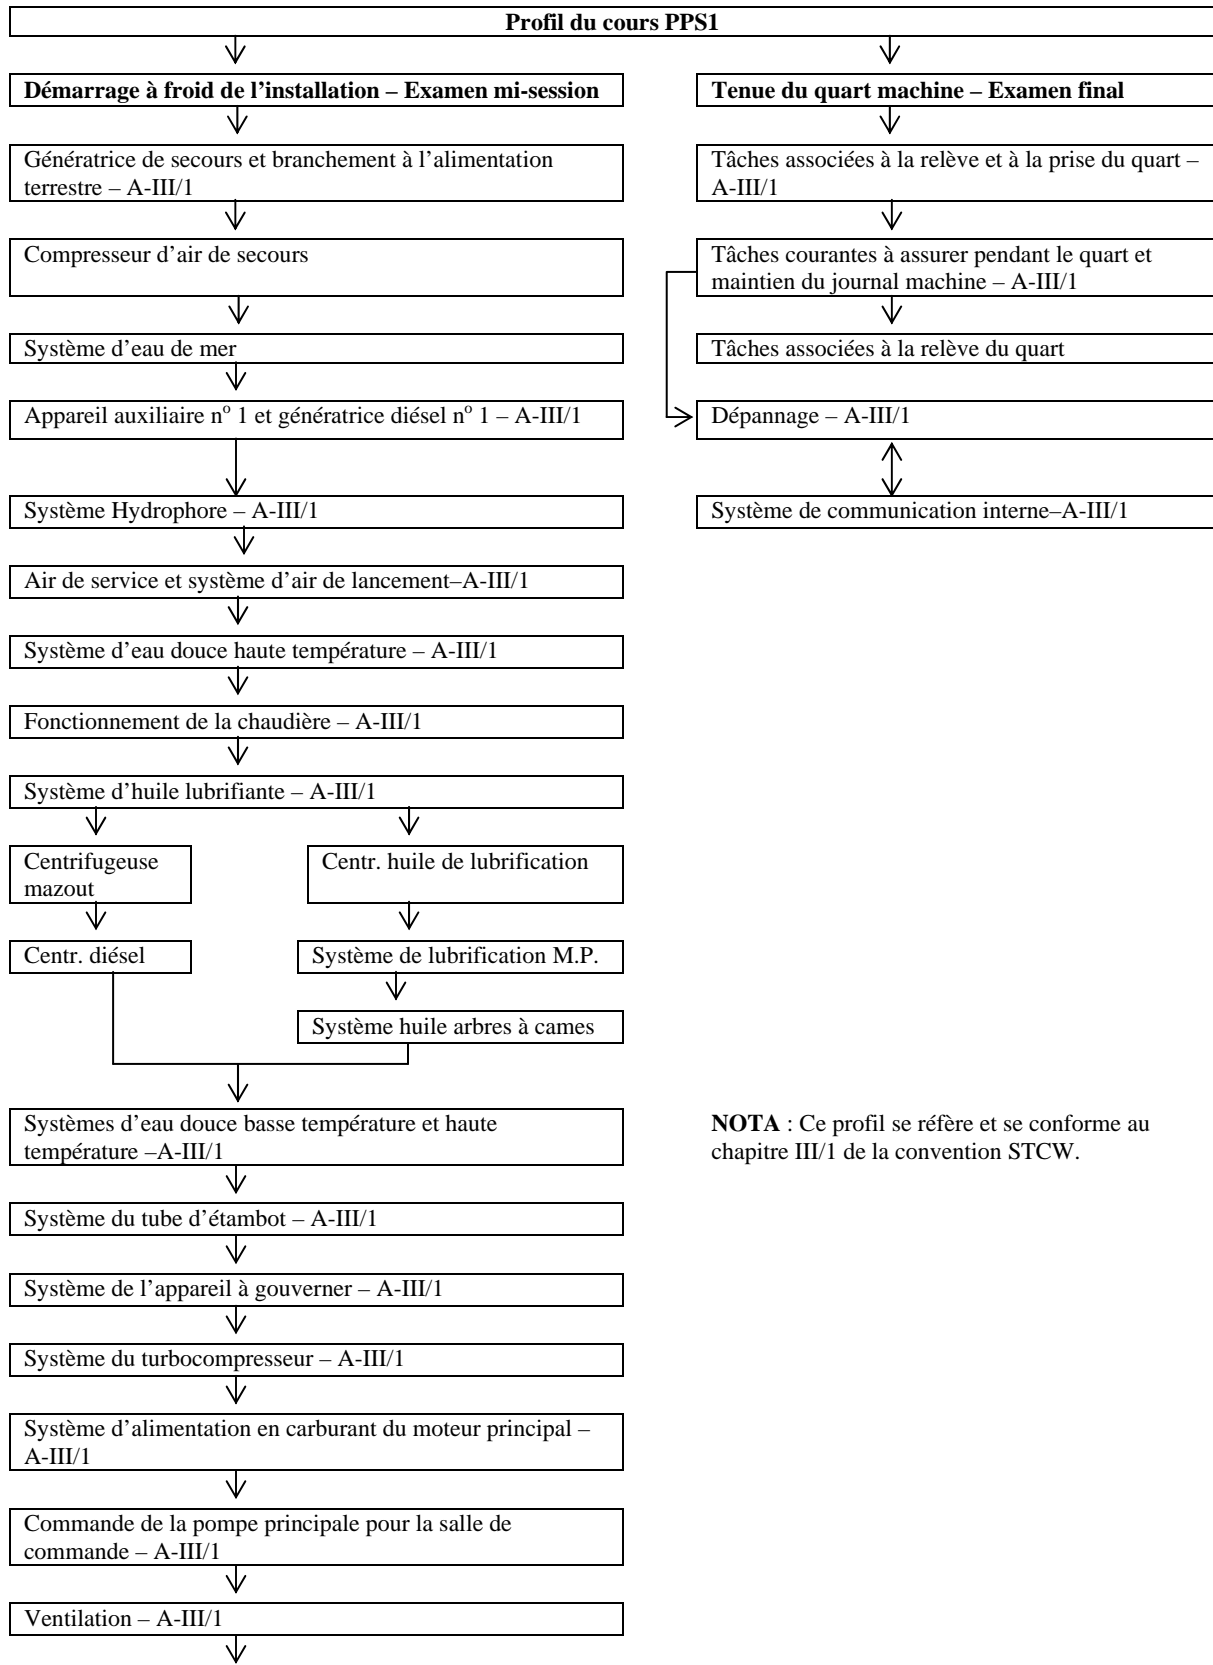 Profil du cours PPS1
Démarrage à froid de l’installation – Examen mi-session
Génératrice de secours et branchement à l’alimentation
terrestre – A-III/1
Compresseur d’air de secours
Système d’eau de mer
Appareil auxiliaire nº 1 et génératrice diésel nº 1 – A-III/1
Système Hydrophore – A-III/1
Air de service et système d’air de lancement–A-III/1
Système d’eau douce haute température – A-III/1
Fonctionnement de la chaudière – A-III/1
Système d’huile lubrifiante – A-III/1
Centrifugeuse
mazout
Centr. diésel
Centr. huile de lubrification
Système de lubrification M.P.
Système huile arbres à cames
Systèmes d’eau douce basse température et haute
température –A-III/1
Système du tube d’étambot – A-III/1
Système de l’appareil à gouverner – A-III/1
Système du turbocompresseur – A-III/1
Système d’alimentation en carburant du moteur principal –
A-III/1
Commande de la pompe principale pour la salle de
commande – A-III/1
Ventilation – A-III/1
Tenue du quart machine – Examen final
Tâches associées à la relève et à la prise du quart –
A-III/1
Tâches courantes à assurer pendant le quart et
maintien du journal machine – A-III/1
Tâches associées à la relève du quart
Dépannage – A-III/1
Système de communication interne–A-III/1
NOTA : Ce profil se réfère et se conforme au
chapitre III/1 de la convention STCW.